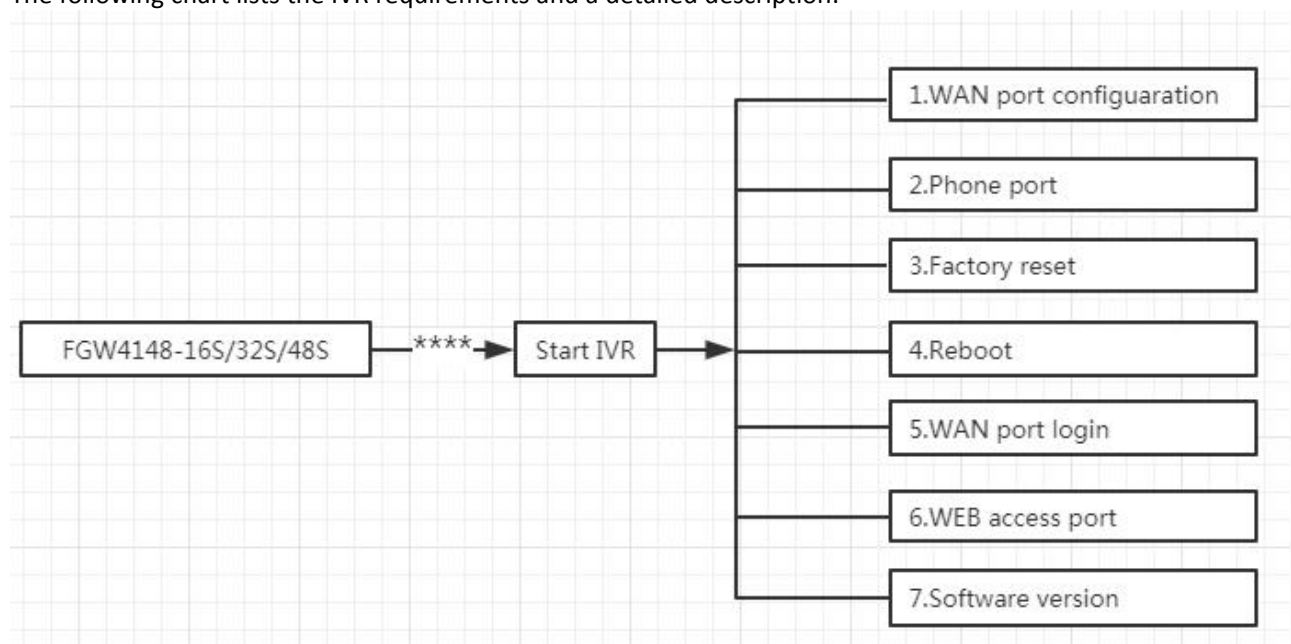 The following chart lists the IVR requirements and a detailed description.
1.WAN port configuaration
2.Phone port
3.Factory reset
FGW4148-16S/32S/48S
****
Start IVR
4.Reboot
5.WAN port login
6.WEB access port
7.Software version